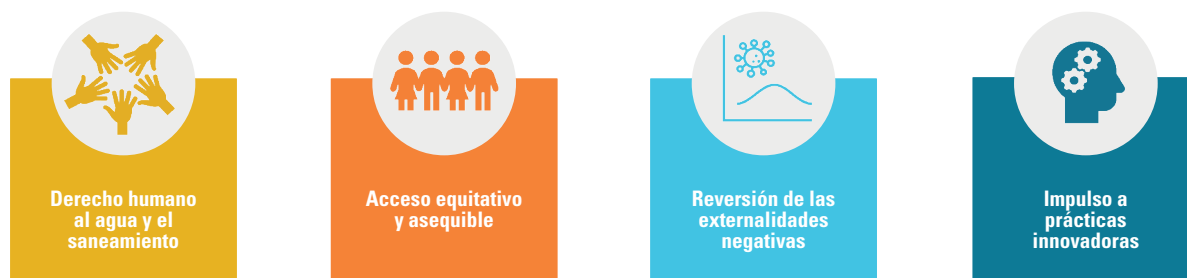 Derecho humano
al agua y el
saneamiento
Acceso equitativo
y asequible
Reversión de las
externalidades
negativas
Impulso a
prácticas
innovadoras